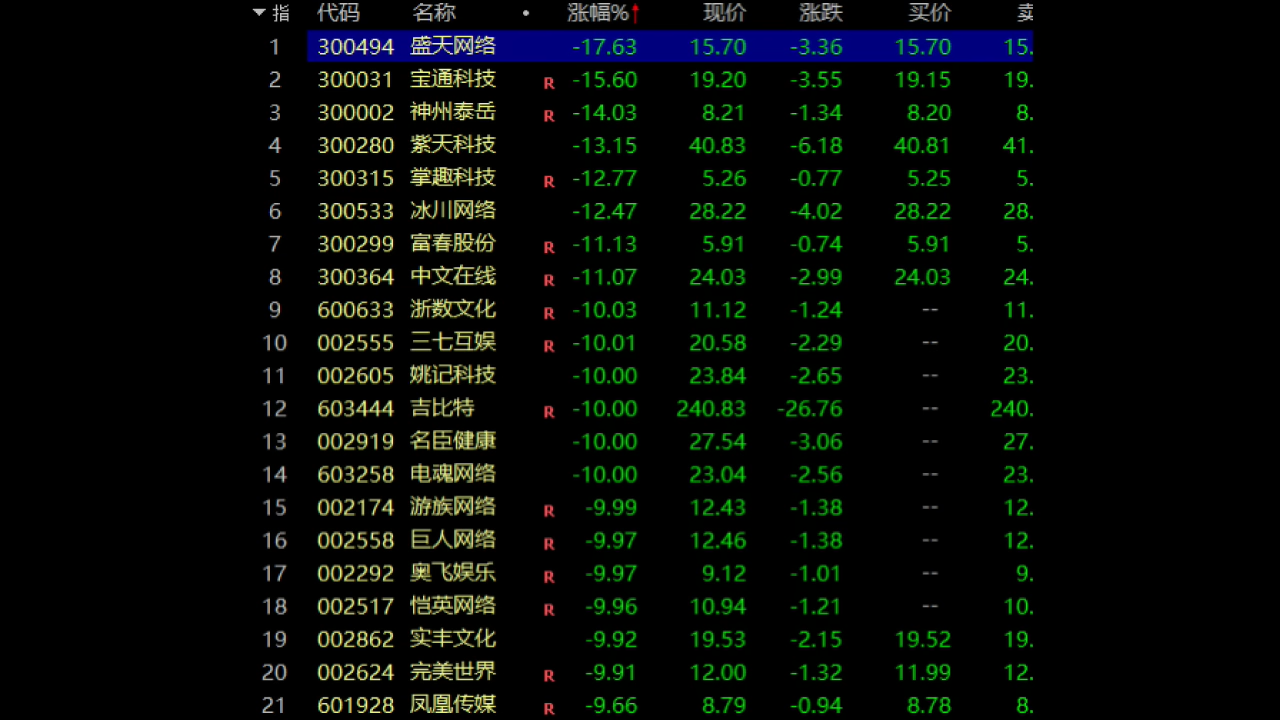 指 代码 名称 • 涨幅%↑ 现价 涨跌 买价 卖
1 300494 盛天网络 -17.63 15.70 -3.36 15.70 15.
2 300031 宝通科技 R -15.60 19.20 -3.55 19.15 19.
3 300002 神州泰岳 R -14.03 8.21 -1.34 8.20 8.
4 300280 紫天科技 -13.15 40.83 -6.18 40.81 41.
5 300315 掌趣科技 R -12.77 5.26 -0.77 5.25 5.
6 300533 冰川网络 -12.47 28.22 -4.02 28.22 28.
7 300299 富春股份 R -11.13 5.91 -0.74 5.91 5.
8 300364 中文在线 R -11.07 24.03 -2.99 24.03 24.
9 600633 浙数文化 R -10.03 11.12 -1.24 -- 11.
10 002555 三七互娱 R -10.01 20.58 -2.29 -- 20.
11 002605 姚记科技 -10.00 23.84 -2.65 -- 23.
12 603444 吉比特 R -10.00 240.83 -26.76 -- 240.
13 002919 名臣健康 -10.00 27.54 -3.06 -- 27.
14 603258 电魂网络 -10.00 23.04 -2.56 -- 23.
15 002174 游族网络 R -9.99 12.43 -1.38 -- 12.
16 002558 巨人网络 R -9.97 12.46 -1.38 -- 12.
17 002292 奥飞娱乐 R -9.97 9.12 -1.01 -- 9.
18 002517 恺英网络 R -9.96 10.94 -1.21 -- 10.
19 002862 实丰文化 -9.92 19.53 -2.15 19.52 19.
20 002624 完美世界 R -9.91 12.00 -1.32 11.99 12.
21 601928 凤凰传媒 R -9.66 8.79 -0.94 8.78 8.